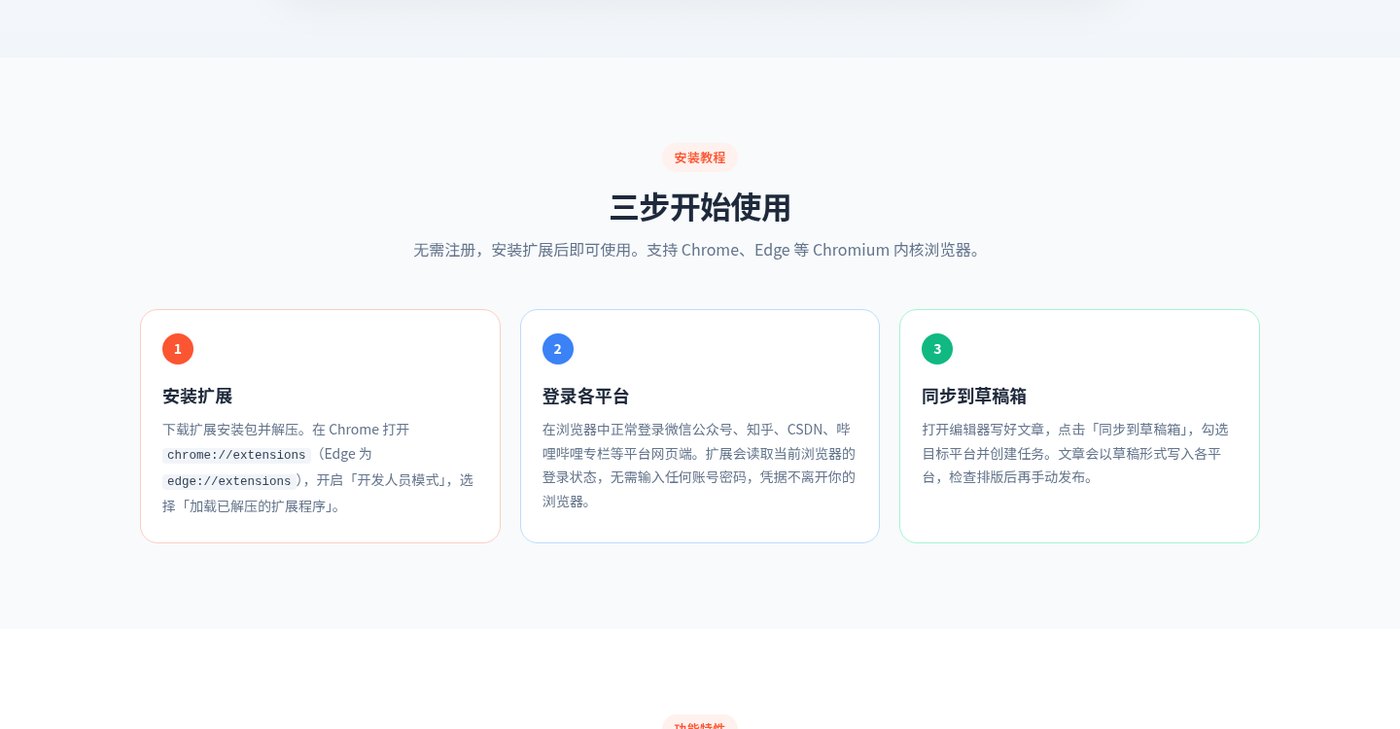 安装教程
三步开始使用
无需注册，安装扩展后即可使用。支持 Chrome、Edge 等 Chromium 内核浏览器。
1
安装扩展
下载扩展安装包并解压。在 Chrome 打开
chrome://extensions（Edge 为
edge://extensions），开启「开发人员模式」，选
择「加载已解压的扩展程序」。
2
登录各平台
在浏览器中正常登录微信公众号、知乎、CSDN、哔
哩哔哩专栏等平台网页端。扩展会读取当前浏览器的
登录状态，无需输入任何账号密码，凭据不离开你的
浏览器。
3
同步到草稿箱
打开编辑器写好文章，点击「同步到草稿箱」，勾选
目标平台并创建任务。文章会以草稿形式写入各平
台，检查排版后再手动发布。
功能特性